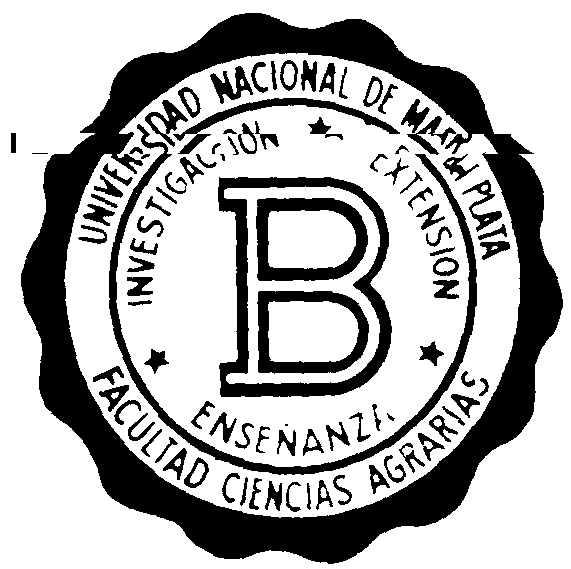 UNIVERSIDAD NACIONAL DE MAR del PLATA
INVESTIGACION
EXTENSION
B
ENSEÑANZA
FACULTAD CIENCIAS AGRARIAS